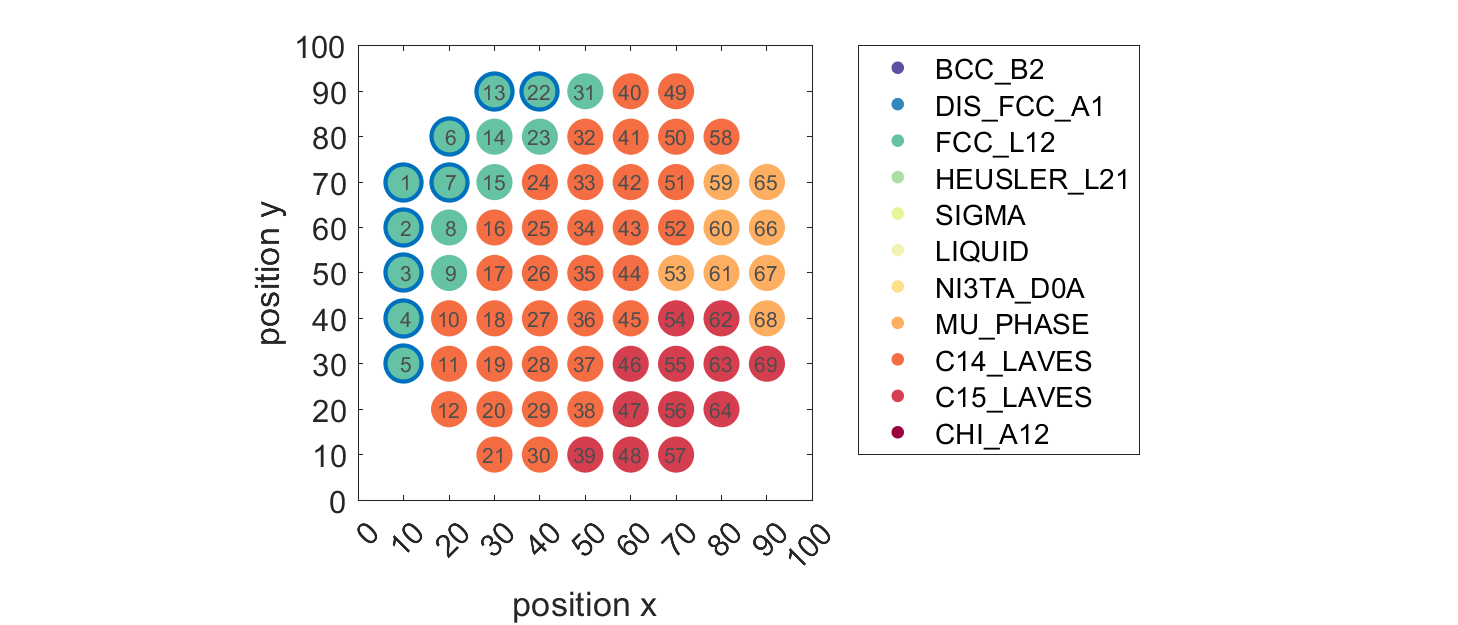 100
90 13 22 31 40 49
80 6 14 23 32 41 50 58
70 1 7 15 24 33 42 51 59 65
60 2 8 16 25 34 43 52 60 66
50 3 9 17 26 35 44 53 61 67
40 4 10 18 27 36 45 54 62 68
30 5 11 19 28 37 46 55 63 69
20 12 20 29 38 47 56 64
10 21 30 39 48 57
0
0 10 20 30 40 50 60 70 80 90 100
position x
position y
BCC_B2
DIS_FCC_A1
FCC_L12
HEUSLER_L21
SIGMA
LIQUID
NI3TA_D0A
MU_PHASE
C14_LAVES
C15_LAVES
CHI_A12